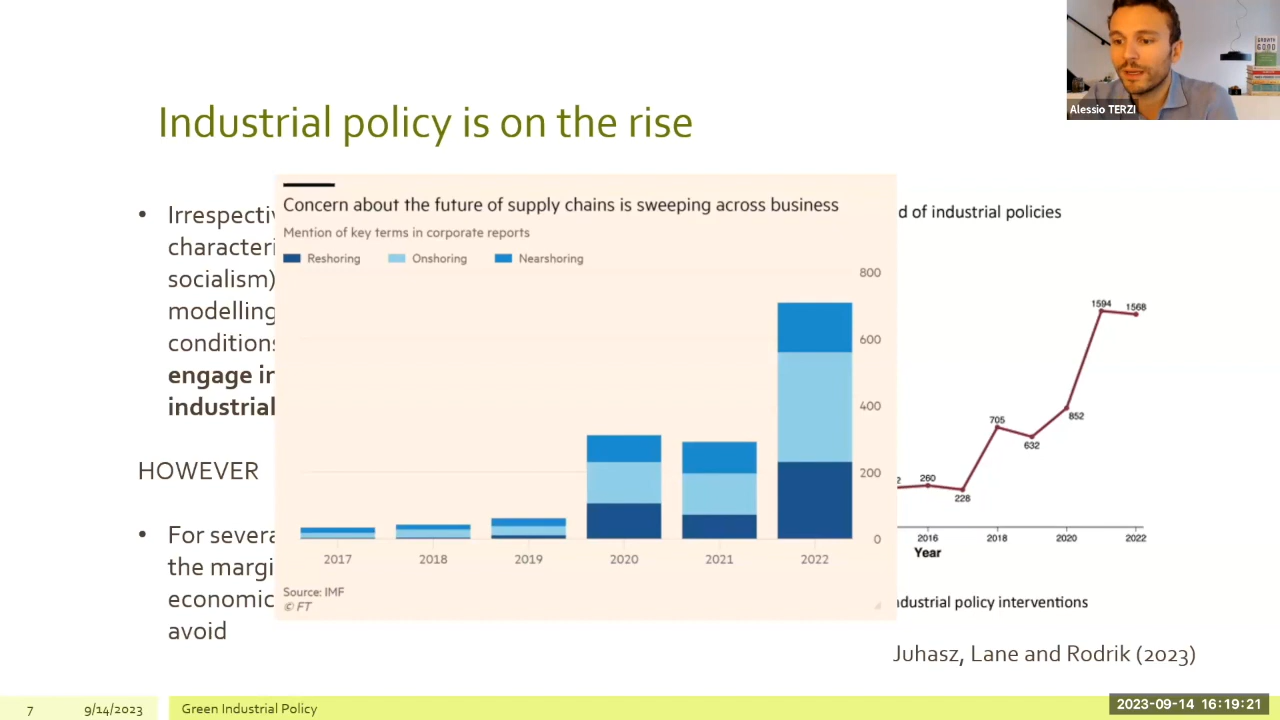 Alessio TERZI
Industrial policy is on the rise
• Irrespectiv
characteri
socialism)
modelling
conditions
engage in
industrial
HOWEVER
• For severa
the margi
economic
avoid
Concern about the future of supply chains is sweeping across business
Mention of key terms in corporate reports
Reshoring Onshoring Nearshoring
800
600
400
200
0
2017 2018 2019 2020 2021 2022
Source: IMF
© FT
d of industrial policies
1594 1568
852
705
632
260
228
2016 2018 2020 2022
Year
ndustrial policy interventions
Juhasz, Lane and Rodrik (2023)
7 9/14/2023 Green Industrial Policy
2023-09-14 16:19:21